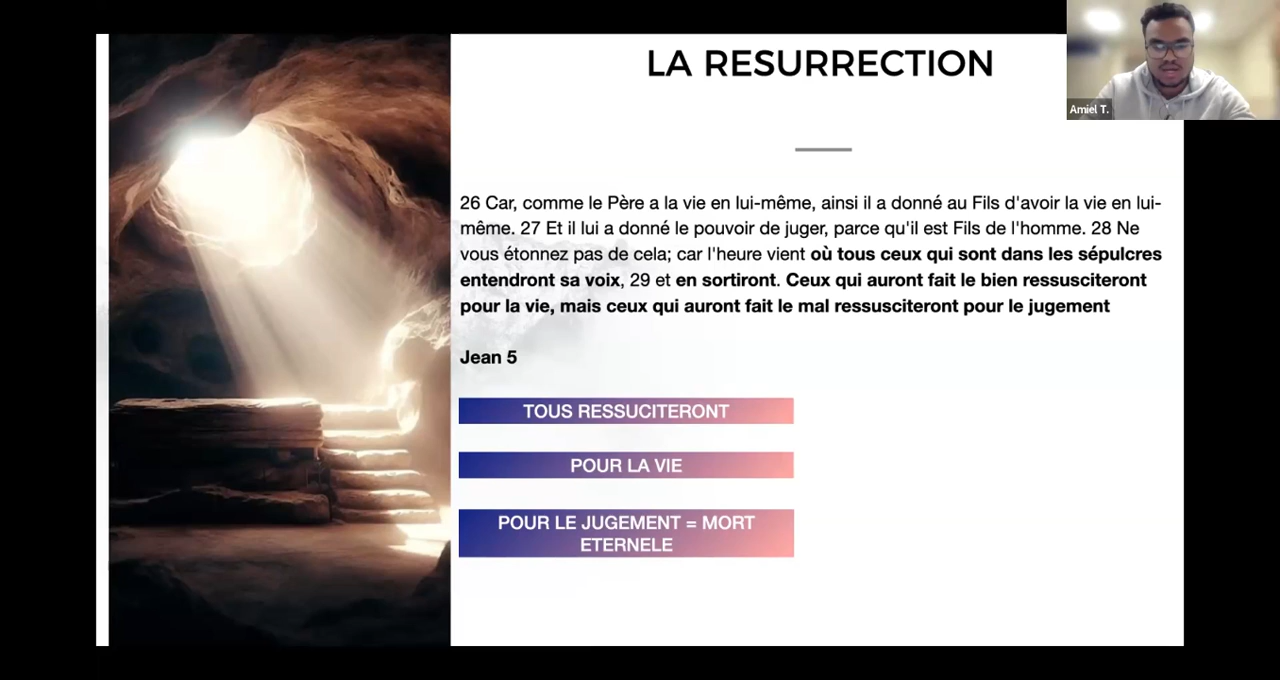 LA RESURRECTION
Amiel T.
26 Car, comme le Père a la vie en lui-même, ainsi il a donné au Fils d'avoir la vie en lui-
même. 27 Et il lui a donné le pouvoir de juger, parce qu'il est Fils de l'homme. 28 Ne
vous étonnez pas de cela; car l'heure vient où tous ceux qui sont dans les sépulcres
entendront sa voix, 29 et en sortiront. Ceux qui auront fait le bien ressusciteront
pour la vie, mais ceux qui auront fait le mal ressusciteront pour le jugement
Jean 5
TOUS RESSUCITERONT
POUR LA VIE
POUR LE JUGEMENT = MORT
ETERNELE